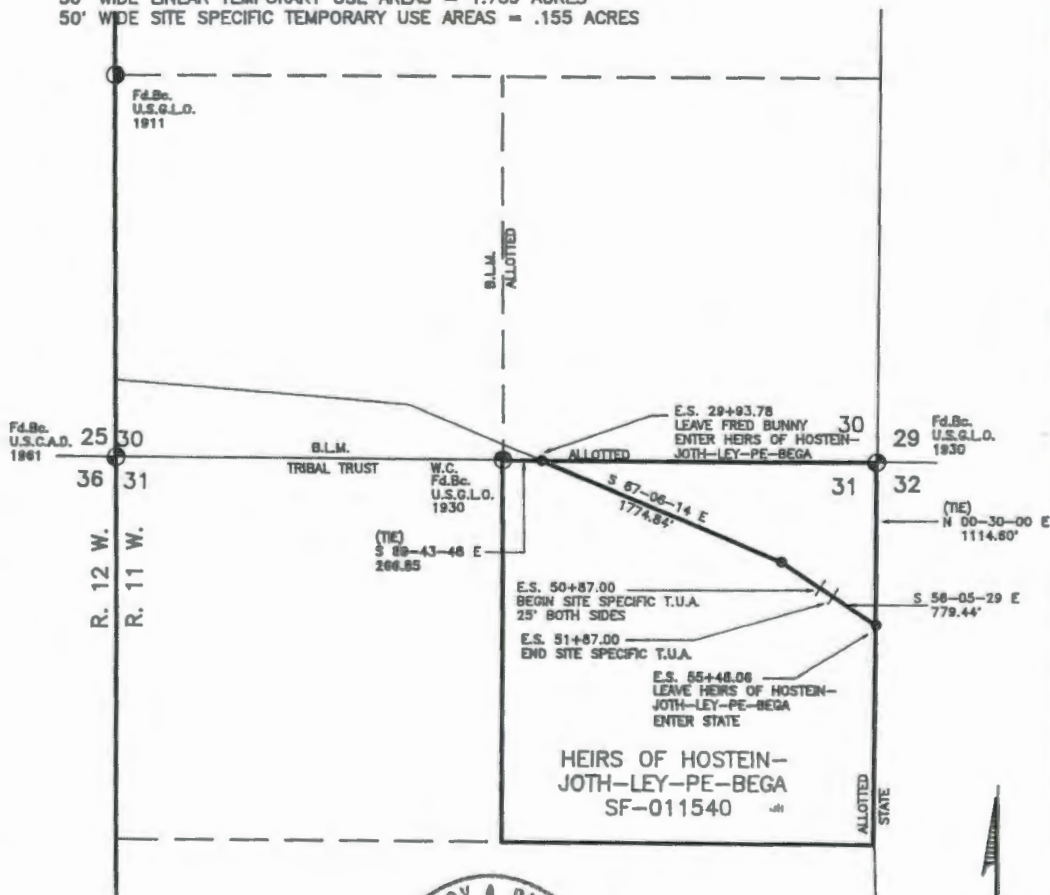 50' WIDE SITE SPECIFIC TEMPORARY USE AREAS = .155 ACRES
Fd.Bc.
U.S.G.L.O.
1911
B.L.M.
ALLOTTED
E.S. 29+93.78
LEAVE FRED BUNNY
ENTER HEIRS OF HOSTEIN-
JOTH-LEY-PE-BEGA
30
29
Fd.Bc.
U.S.G.L.O.
1930
Fd.Bc.
U.S.C.A.D.
1961
25 30
36 31
B.L.M.
TRIBAL TRUST
W.C.
Fd.Bc.
U.S.G.L.O.
1930
ALLOTTED
31
32
S 67-06-14 E
1774.84'
(TIE)
N 00-30-00 E
1114.60'
(TIE)
S 89-43-46 E
266.85
R. 12 W.
R. 11 W.
E.S. 50+87.00
BEGIN SITE SPECIFIC T.U.A.
25' BOTH SIDES
S 56-05-29 E
779.44'
E.S. 51+87.00
END SITE SPECIFIC T.U.A.
E.S. 55+48.06
LEAVE HEIRS OF HOSTEIN-
JOTH-LEY-PE-BEGA
ENTER STATE
HEIRS OF HOSTEIN-
JOTH-LEY-PE-BEGA
SF-011540
ALLOTTED
STATE